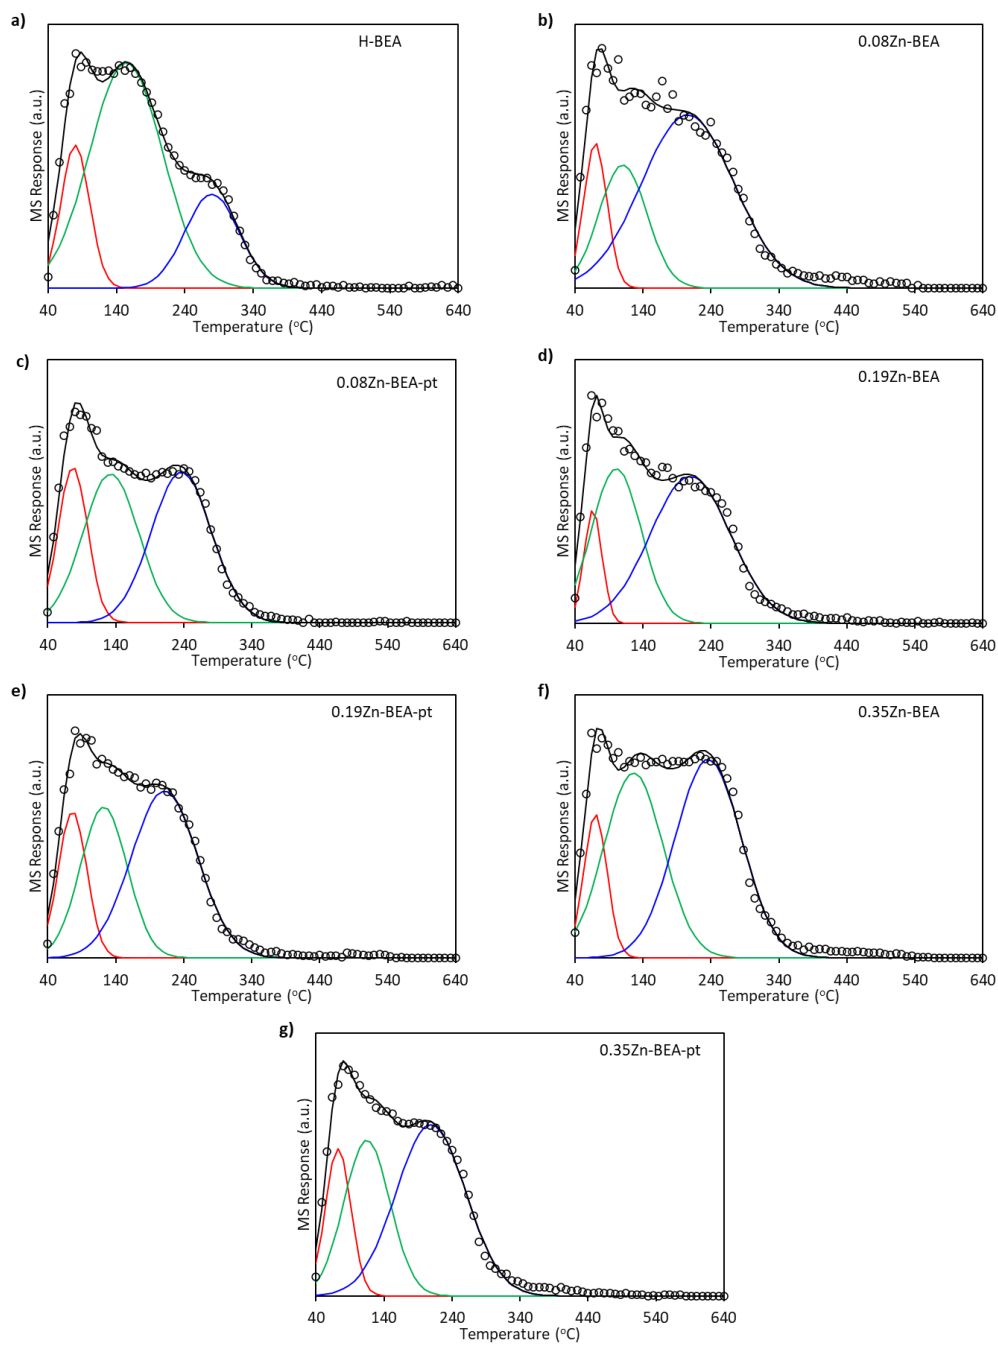 a)
H-BEA
MS Response (a.u.)
40 140 240 340 440 540 640
Temperature (°C)
b)
0.08Zn-BEA
MS Response (a.u.)
40 140 240 340 440 540 640
Temperature (°C)
c)
0.08Zn-BEA-pt
MS Response (a.u.)
40 140 240 340 440 540 640
Temperature (°C)
d)
0.19Zn-BEA
MS Response (a.u.)
40 140 240 340 440 540 640
Temperature (°C)
e)
0.19Zn-BEA-pt
MS Response (a.u.)
40 140 240 340 440 540 640
Temperature (°C)
f)
0.35Zn-BEA
MS Response (a.u.)
40 140 240 340 440 540 640
Temperature (°C)
g)
0.35Zn-BEA-pt
MS Response (a.u.)
40 140 240 340 440 540 640
Temperature (°C)